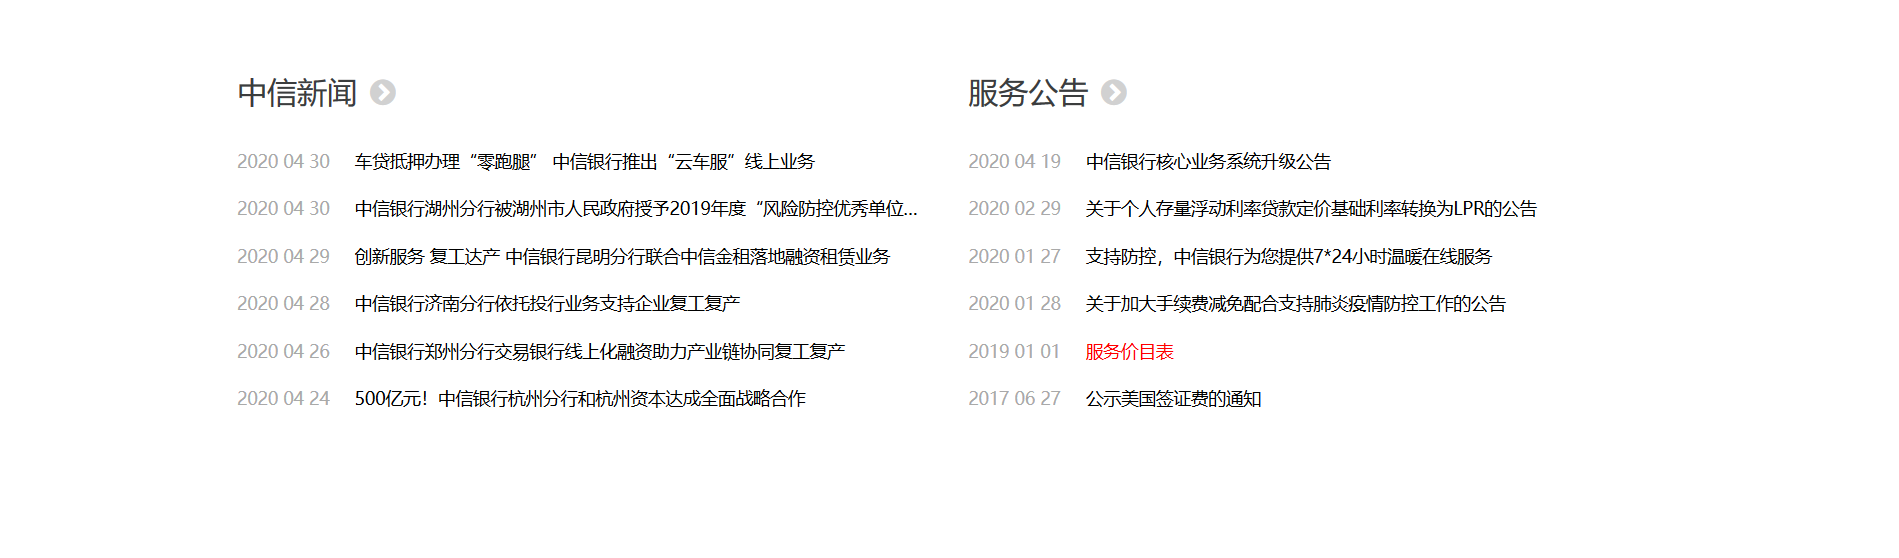 中信新闻
2020 04 30 车贷抵押办理“零跑腿” 中信银行推出“云车服”线上业务
2020 04 30 中信银行湖州分行被湖州市人民政府授予2019年度“风险防控优秀单位...
2020 04 29 创新服务 复工达产 中信银行昆明分行联合中信金租落地融资租赁业务
2020 04 28 中信银行济南分行依托投行业务支持企业复工复产
2020 04 26 中信银行郑州分行交易银行线上化融资助力产业链协同复工复产
2020 04 24 500亿元！中信银行杭州分行和杭州资本达成全面战略合作
服务公告
2020 04 19 中信银行核心业务系统升级公告
2020 02 29 关于个人存量浮动利率贷款定价基础利率转换为LPR的公告
2020 01 27 支持防控，中信银行为您提供7*24小时温暖在线服务
2020 01 28 关于加大手续费减免配合支持肺炎疫情防控工作的公告
2019 01 01 服务价目表
2017 06 27 公示美国签证费的通知